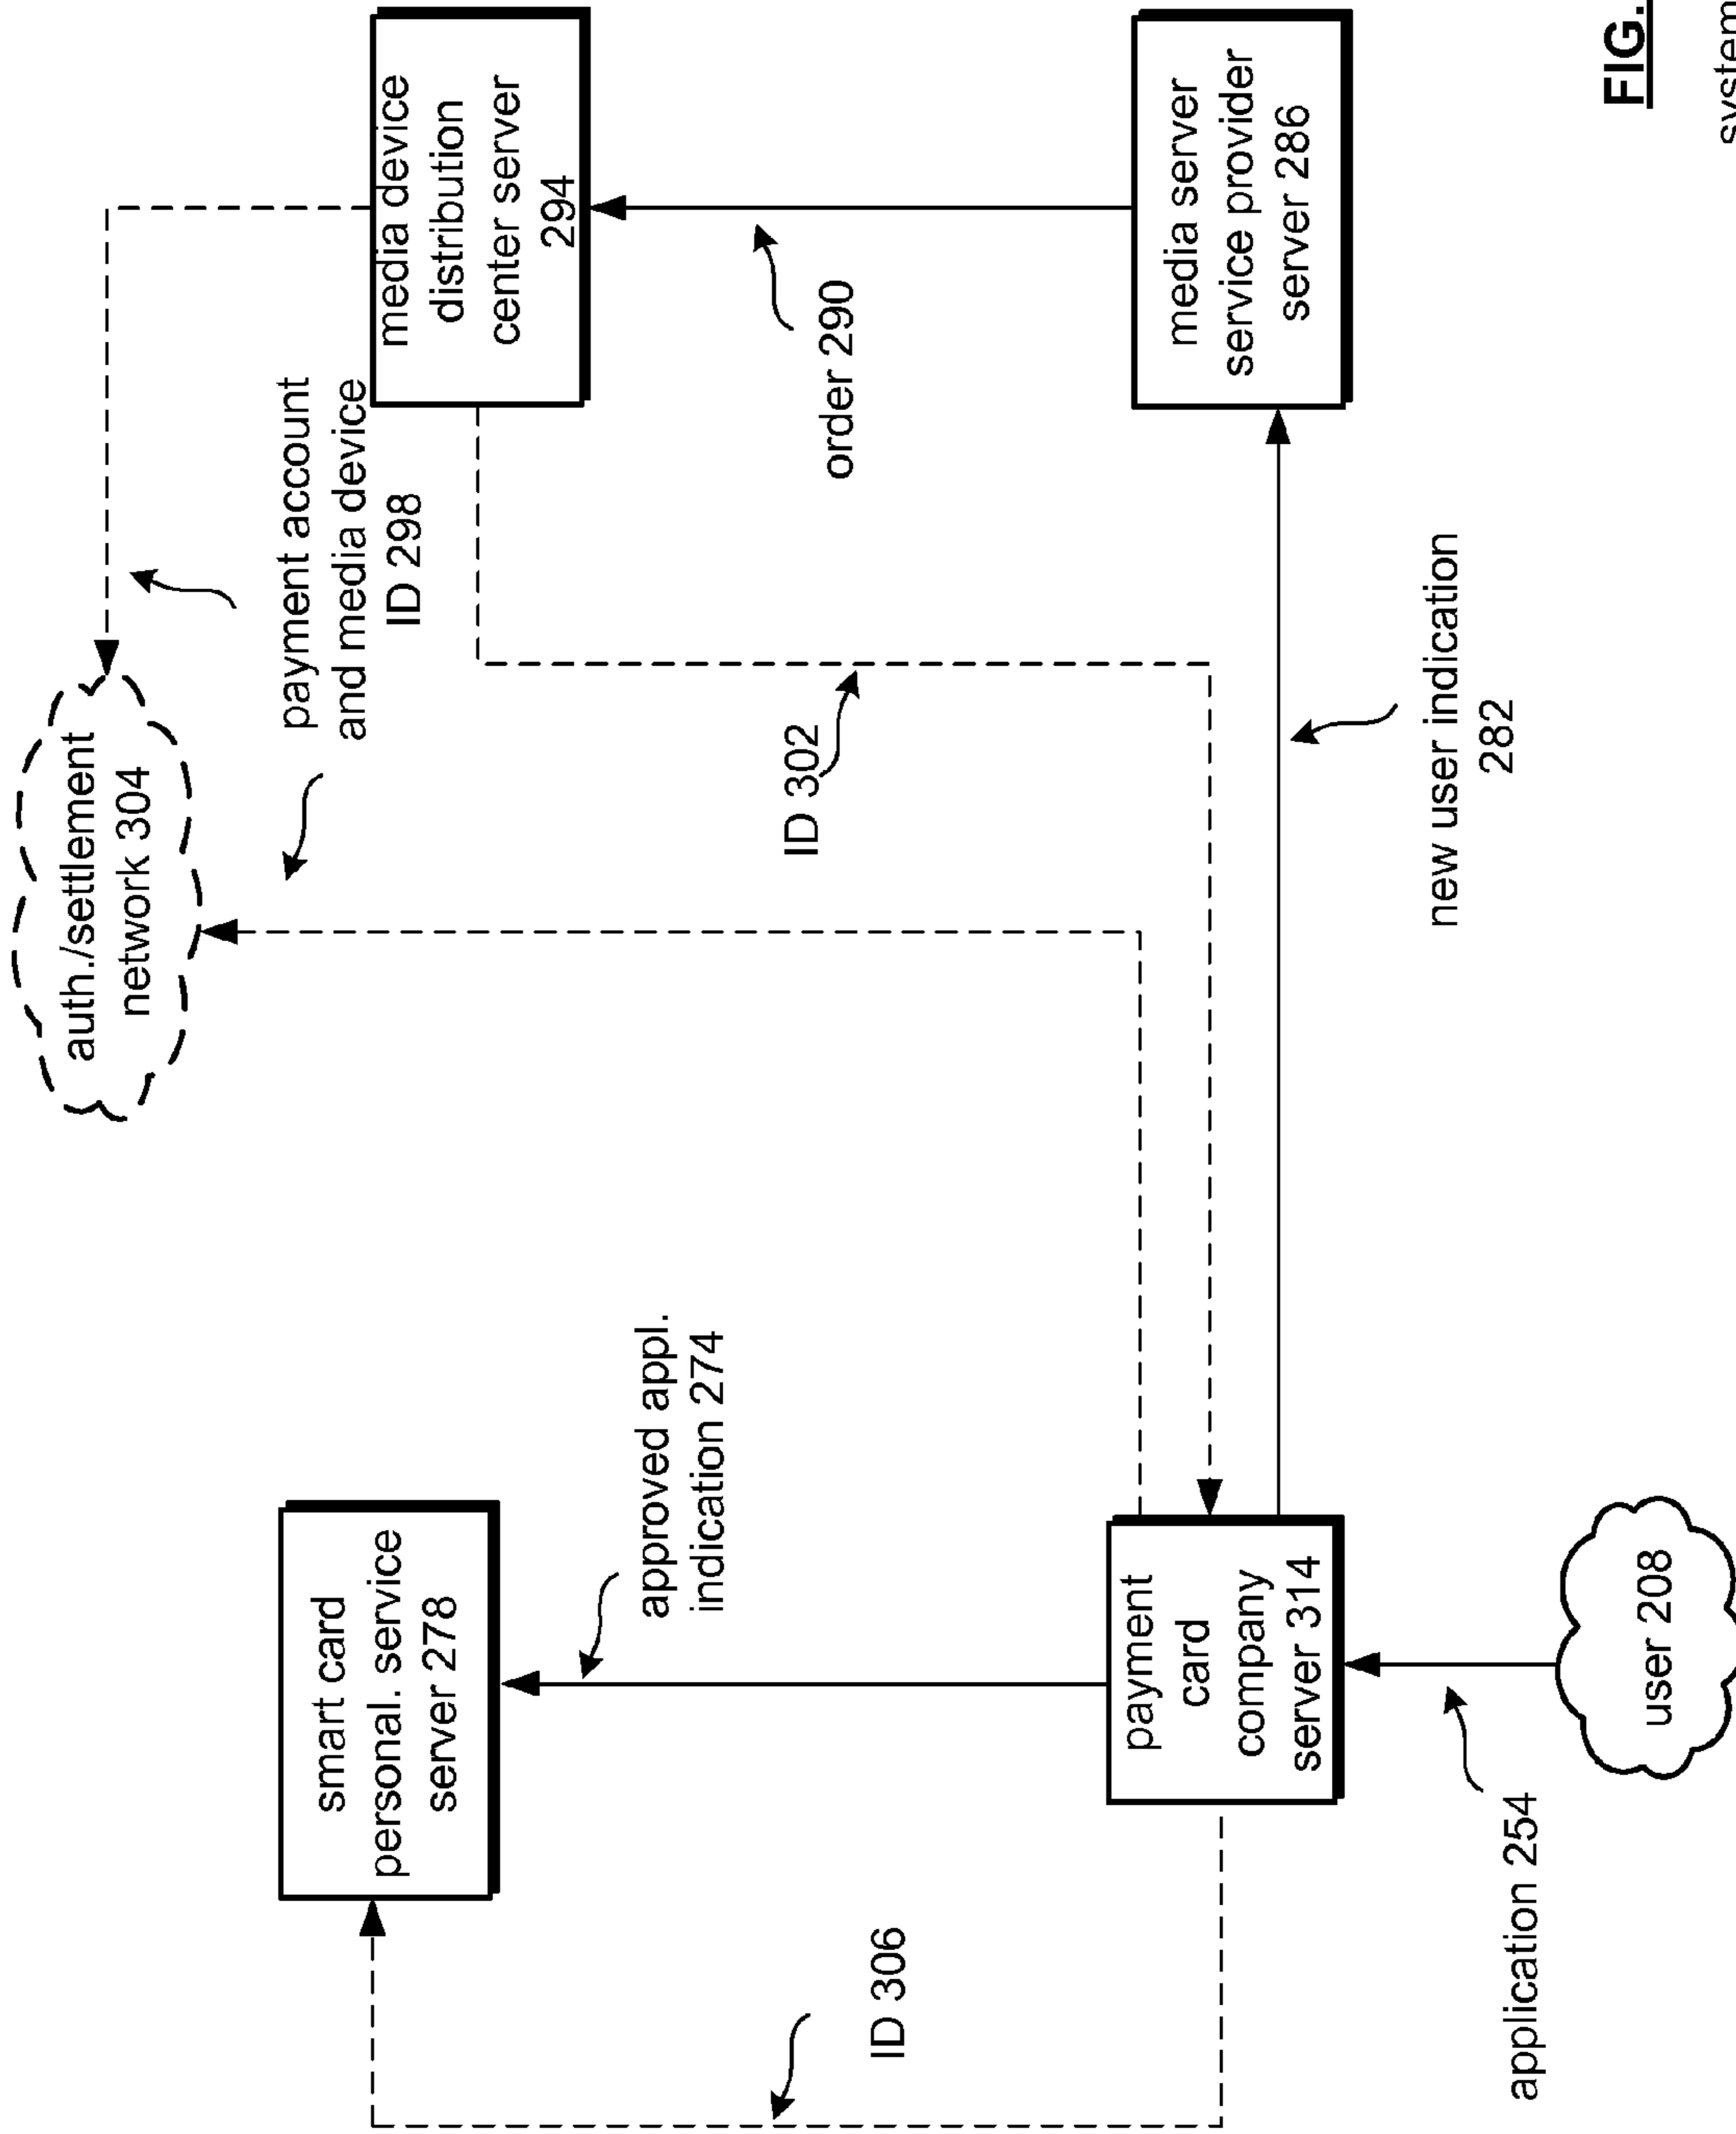 auth./settlement
network 304
smart card
personal. service
server 278
payment account
and media device
ID 298
media device
distribution
center server
294
approved appl.
indication 274
ID 302
order 290
ID 306
payment
card
company
server 314
media server
service provider
server 286
new user indication
282
application 254
user 208
FIG.
system